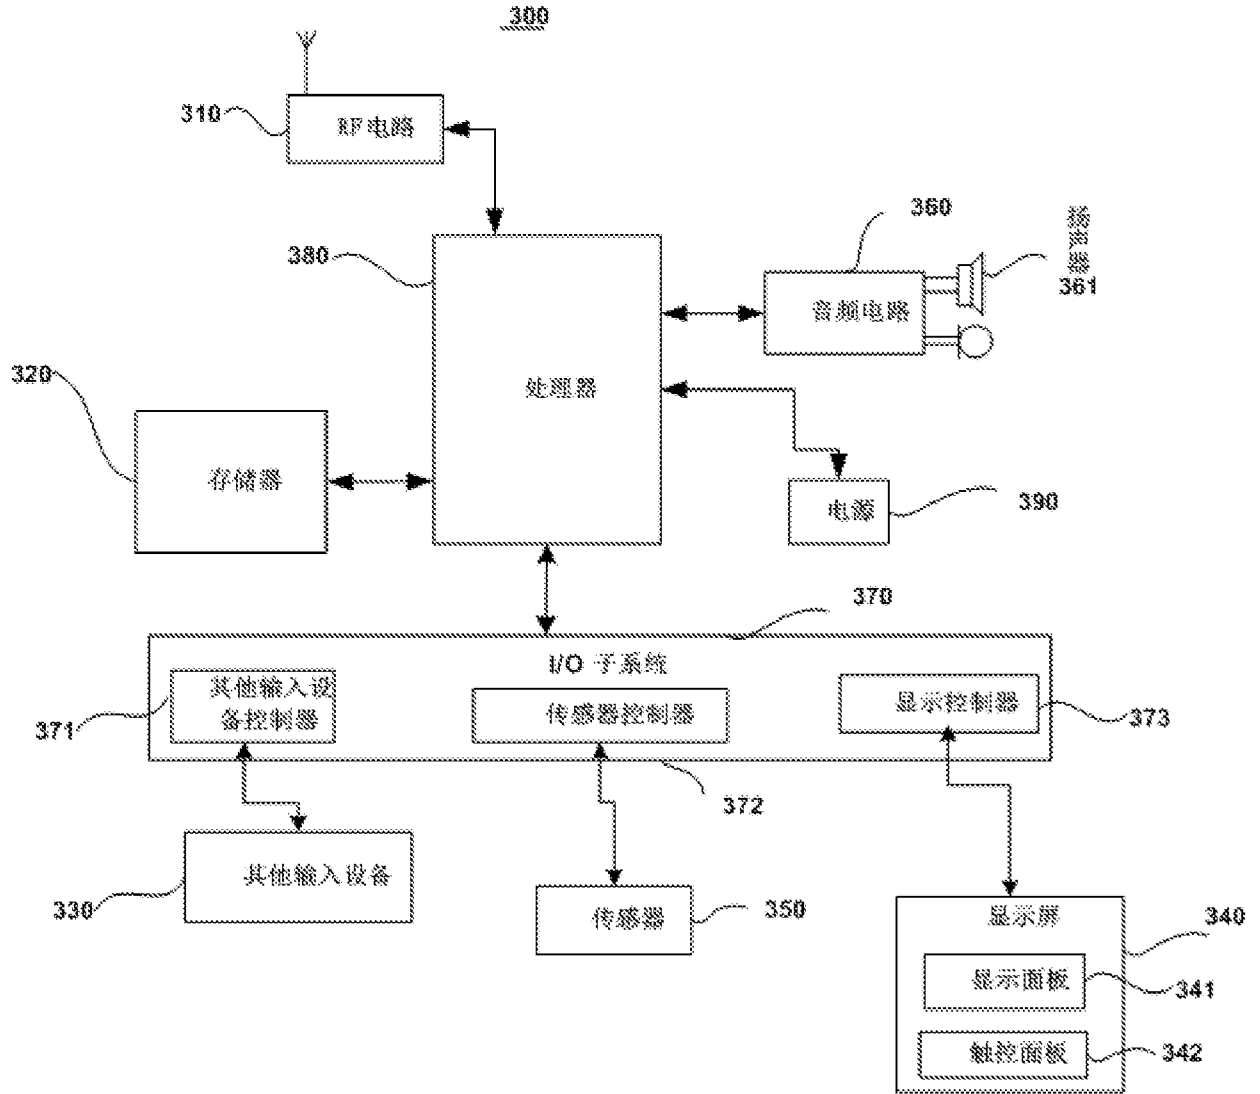 300
310
RF电路
380
360
扬声器
361
音频电路
处理器
320
存储器
电源
390
370
I/O 子系统
371
其他输入设
备控制器
传感器控制器
显示控制器
373
372
330
其他输入设备
传感器
350
显示屏
340
显示面板
341
触控面板
342